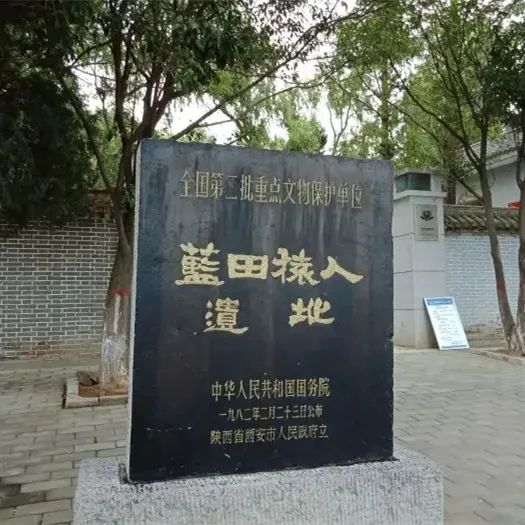 全国第二批重点文物保护单位
藍田猿人
遺址
中华人民共和国国务院
一九八二年二月二十三日公布
陕西省西安市人民政府立